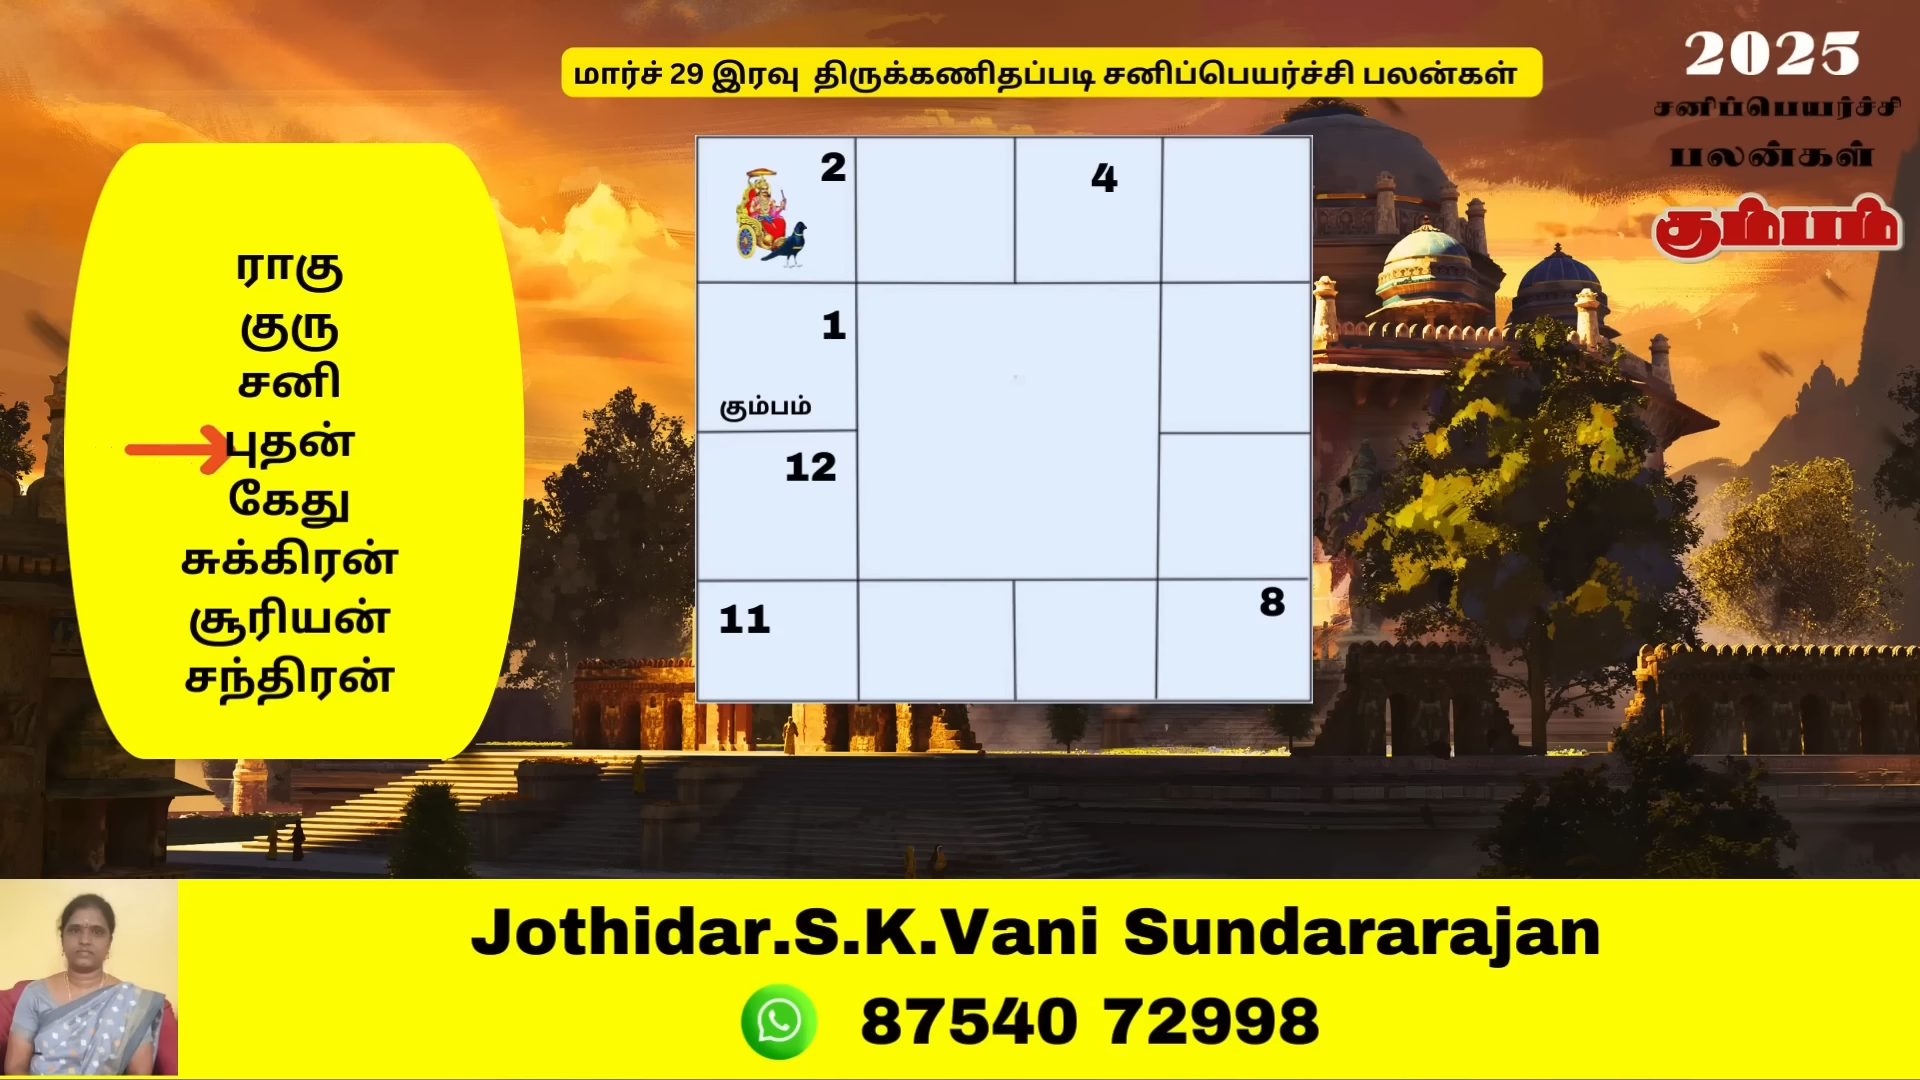 மார்ச் 29 இரவு திருக்கணிதப்படி சனிப்பெயர்ச்சி பலன்கள்
2025
சனிப்பெயர்ச்சி
பலன்கள்
கும்பம்
ராகு
குரு
சனி
புதன்
கேது
சுக்கிரன்
சூரியன்
சந்திரன்
2
4
1
கும்பம்
12
11
8
Jothidar.S.K.Vani Sundararajan
87540 72998